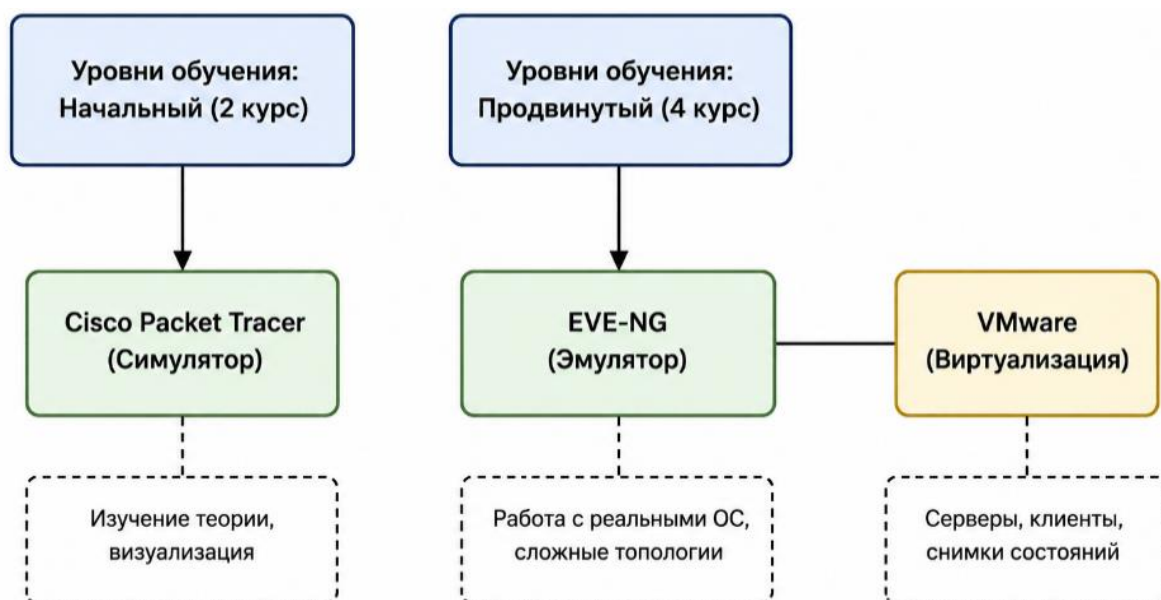 Уровни обучения:
Начальный (2 курс)
Уровни обучения:
Продвинутый (4 курс)
Cisco Packet Tracer
(Симулятор)
EVE-NG
(Эмулятор)
VMware
(Виртуализация)
Изучение теории,
визуализация
Работа с реальными ОС,
сложные топологии
Серверы, клиенты,
снимки состояний